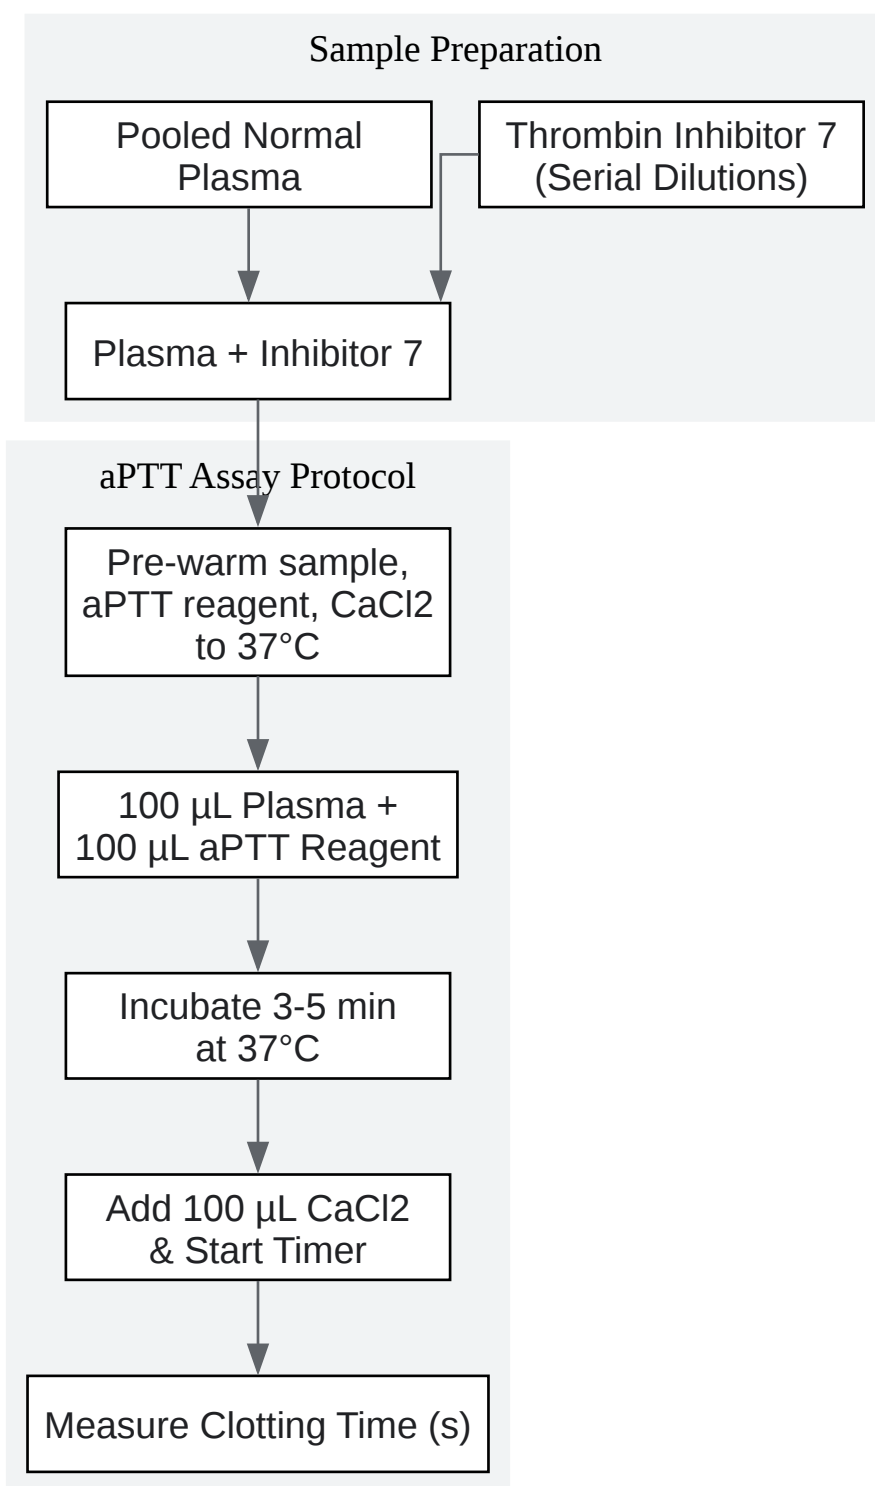 Sample Preparation
Pooled Normal
Plasma
Thrombin Inhibitor 7
(Serial Dilutions)
Plasma + Inhibitor 7
aPTT Assay Protocol
Pre-warm sample,
aPTT reagent, CaCl2
to 37°C
100 µL Plasma +
100 µL aPTT Reagent
Incubate 3-5 min
at 37°C
Add 100 µL CaCl2
& Start Timer
Measure Clotting Time (s)